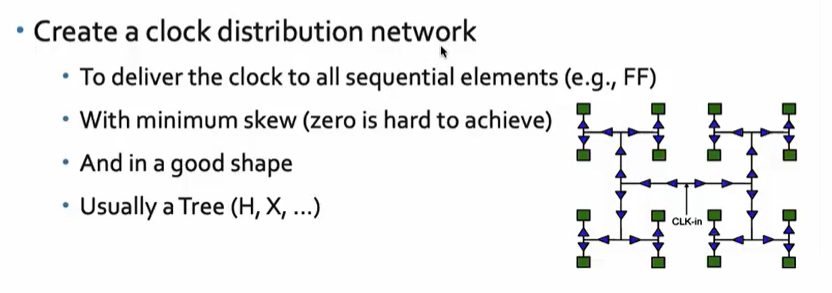 • Create a clock distribution network
• To deliver the clock to all sequential elements (e.g., FF)
• With minimum skew (zero is hard to achieve)
• And in a good shape
• Usually a Tree (H, X, ...)
CLK-in